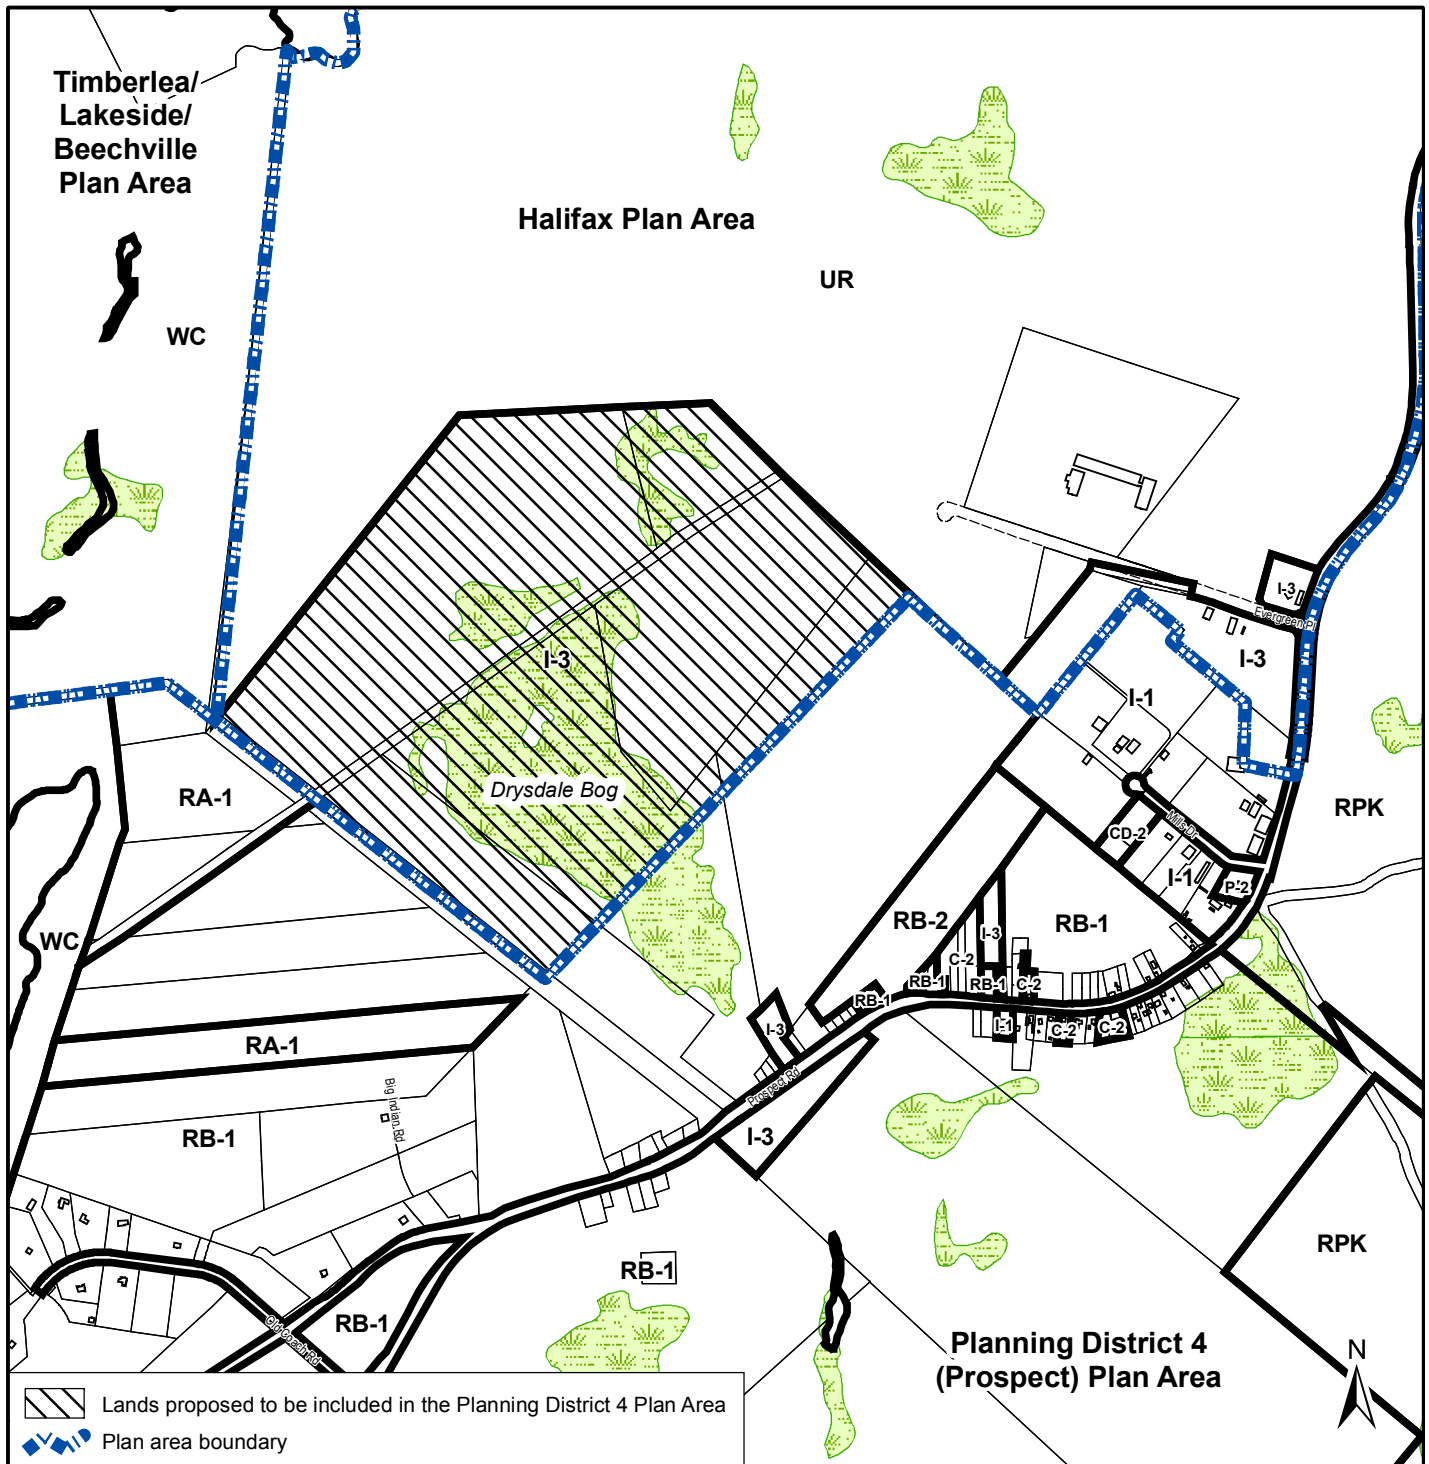 Timberlea/
Lakeside/
Beechville
Plan Area
Halifax Plan Area
UR
WC
I-3
Evergreen Pl
I-3
I-3
I-1
Drysdale Bog
RA-1
RPK
Mills Dr
CD-2
I-1
P-2
RB-2
RB-1
I-3
WC
C-2
RB-1
RB-1
C-2
RB-1
I-3
I-1
C-2
C-2
RA-1
Prospect Rd
Big Indian Rd
RB-1
I-3
RPK
RB-1
RB-1
Old Coach Rd
Planning District 4
(Prospect) Plan Area
N
Lands proposed to be included in the Planning District 4 Plan Area
Plan area boundary